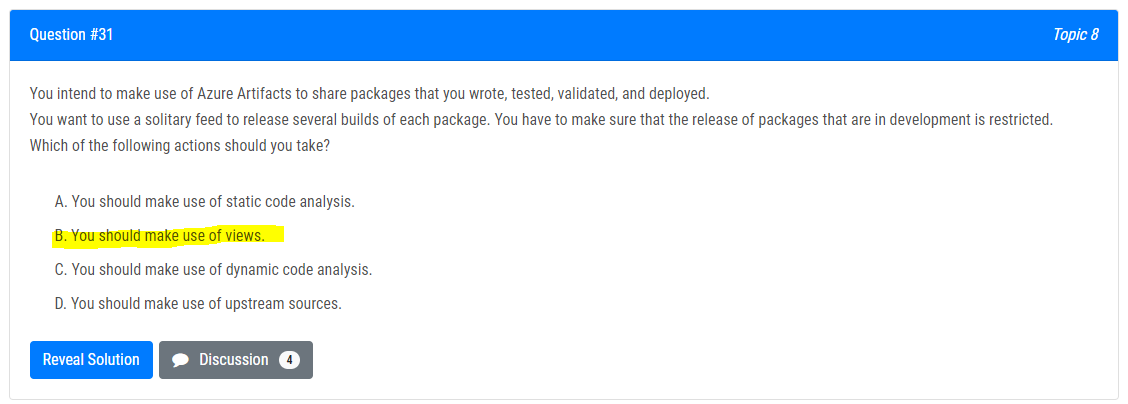 Question #31
Topic 8
You intend to make use of Azure Artifacts to share packages that you wrote, tested, validated, and deployed.
You want to use a solitary feed to release several builds of each package. You have to make sure that the release of packages that are in development is restricted.
Which of the following actions should you take?
A. You should make use of static code analysis.
B. You should make use of views.
C. You should make use of dynamic code analysis.
D. You should make use of upstream sources.
Reveal Solution
Discussion 4